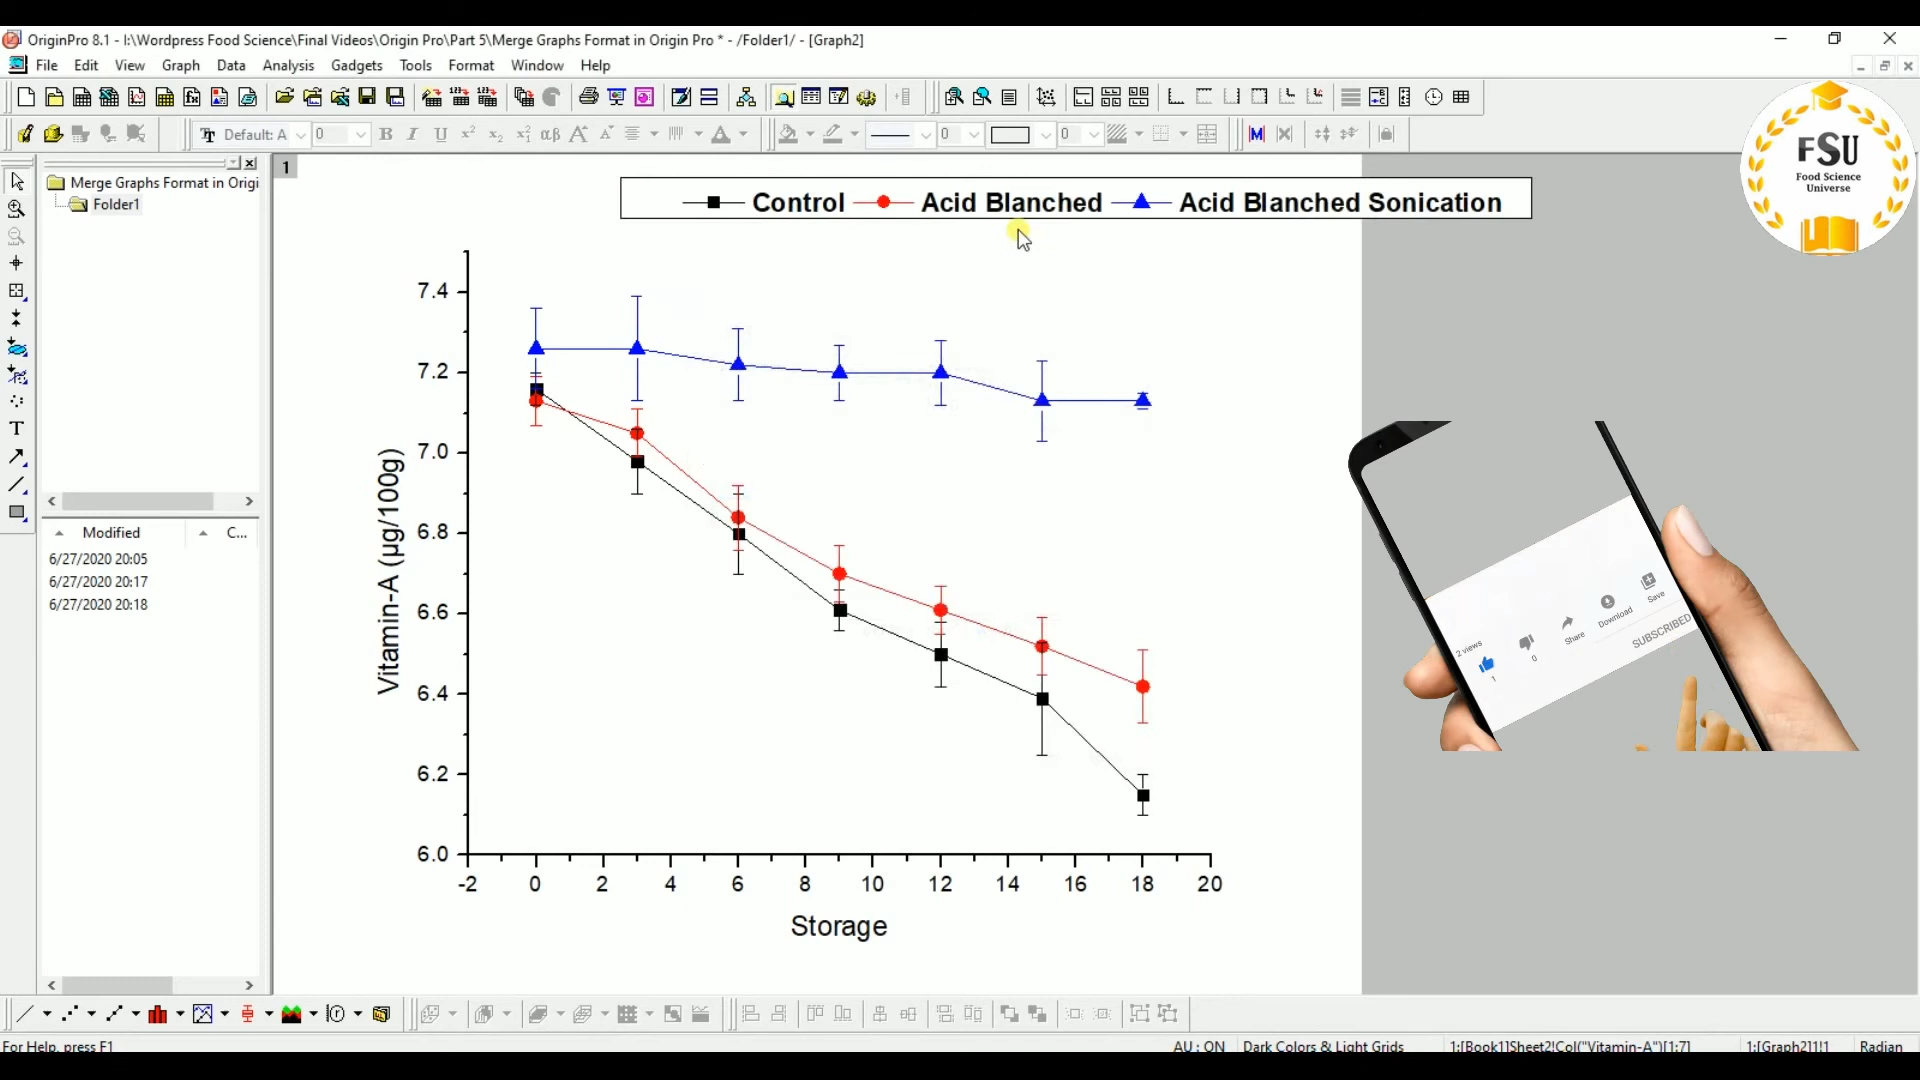 OriginPro 8.1 - I:\Wordpress Food Science\Final Videos\Origin Pro\Part 5\Merge Graphs Format in Origin Pro * - /Folder1/ - [Graph2]
File Edit View Graph Data Analysis Gadgets Tools Format Window Help
Default: A 0 B I U 0 0
Merge Graphs Format in Origi
Folder1
Modified C...
6/27/2020 20:05
6/27/2020 20:17
6/27/2020 20:18
1
Control Acid Blanched Acid Blanched Sonication
7.4
7.2
7.0
6.8
6.6
6.4
6.2
6.0
Vitamin-A (µg/100g)
-2 0 2 4 6 8 10 12 14 16 18 20
Storage
FSU
Food Science
Universe
2 views
1
0
Share
Download
Save
SUBSCRIBED
For Help, press F1
AU : ON Dark Colors & Light Grids 1:[Book1]Sheet2!Col("Vitamin-A")[1:7] 1:[Graph2]1!1 Radian